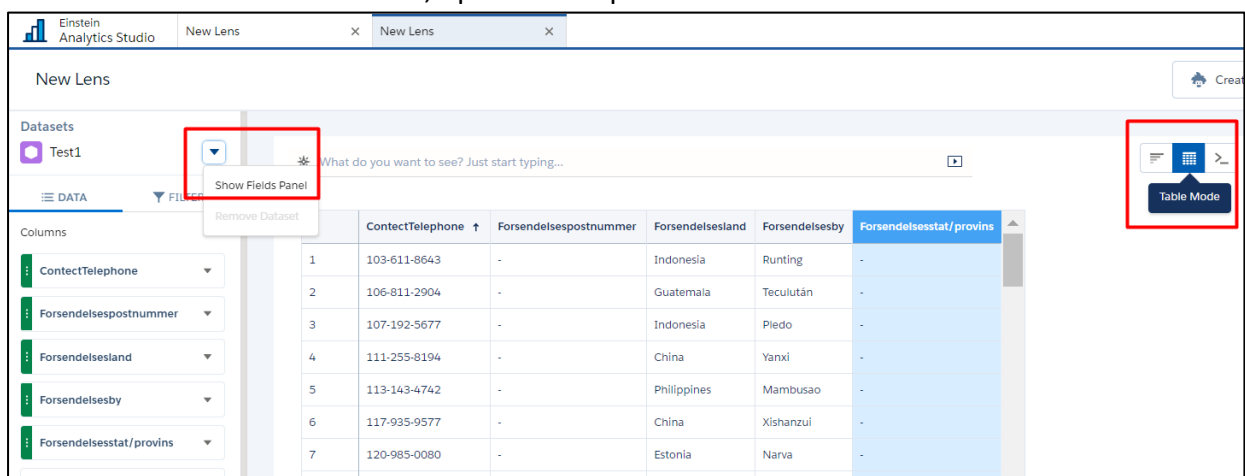 Einstein
Analytics Studio
New Lens
New Lens
New Lens
Creat
Datasets
Test1
What do you want to see? Just start typing...
Show Fields Panel
Remove Dataset
DATA
Table Mode
Columns
ContectTelephone
Forsendelsespostnummer
Forsendelsesland
Forsendelsesby
Forsendelsesstat/provins
ContectTelephone Forsendelsespostnummer Forsendelsesland Forsendelsesby Forsendelsesstat/provins
1 103-611-8643 - Indonesia Runting -
2 106-811-2904 - Guatemala Teculután -
3 107-192-5677 - Indonesia Pledo -
4 111-255-8194 - China Yanxi -
5 113-143-4742 - Philippines Mambusao -
6 117-935-9577 - China Xishanzui -
7 120-985-0080 - Estonia Narva -